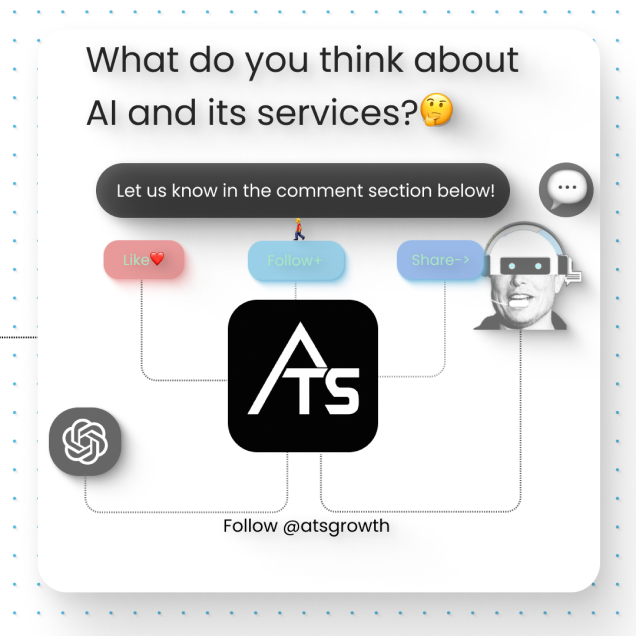 What do you think about
AI and its services?🤔
Let us know in the comment section below!
Like❤️
Follow+
Share->
ATS
Follow @atsgrowth